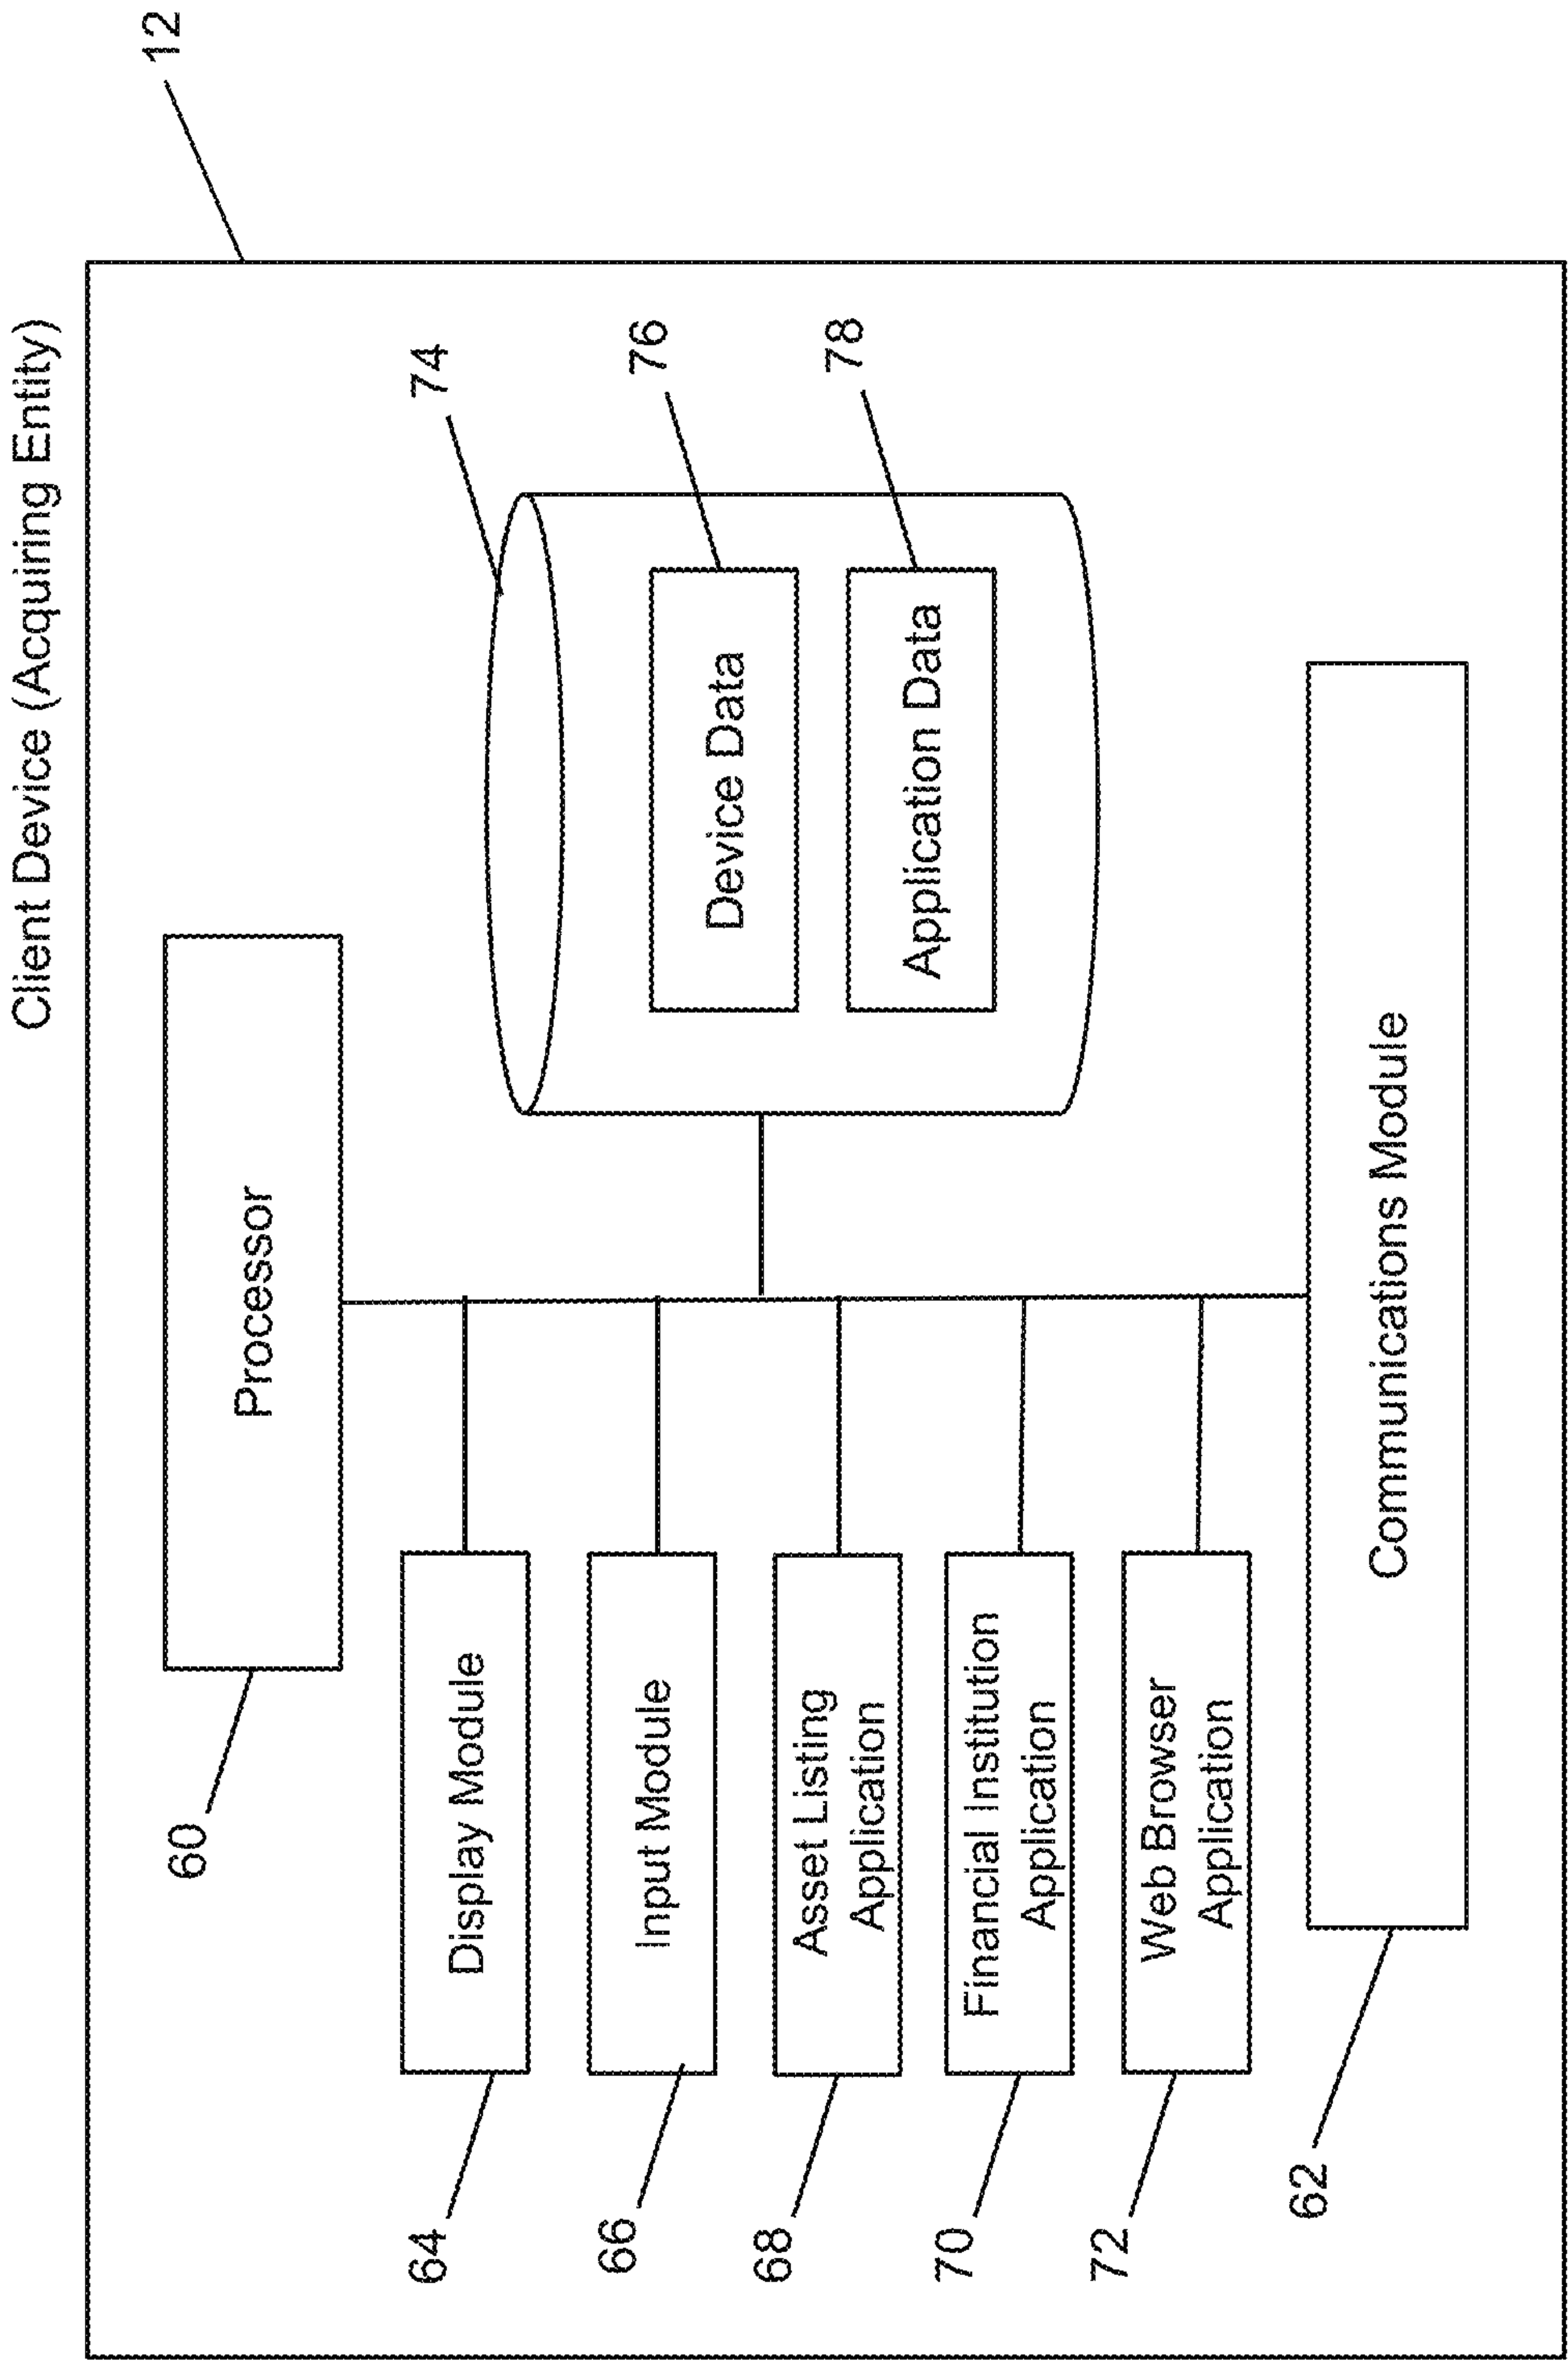 Client Device (Acquiring Entity)
12
Processor
60
74
Display Module
64
76
Device Data
Input Module
66
78
Application Data
Asset Listing
Application
68
Financial Institution
Application
70
Web Browser
Application
72
Communications Module
62